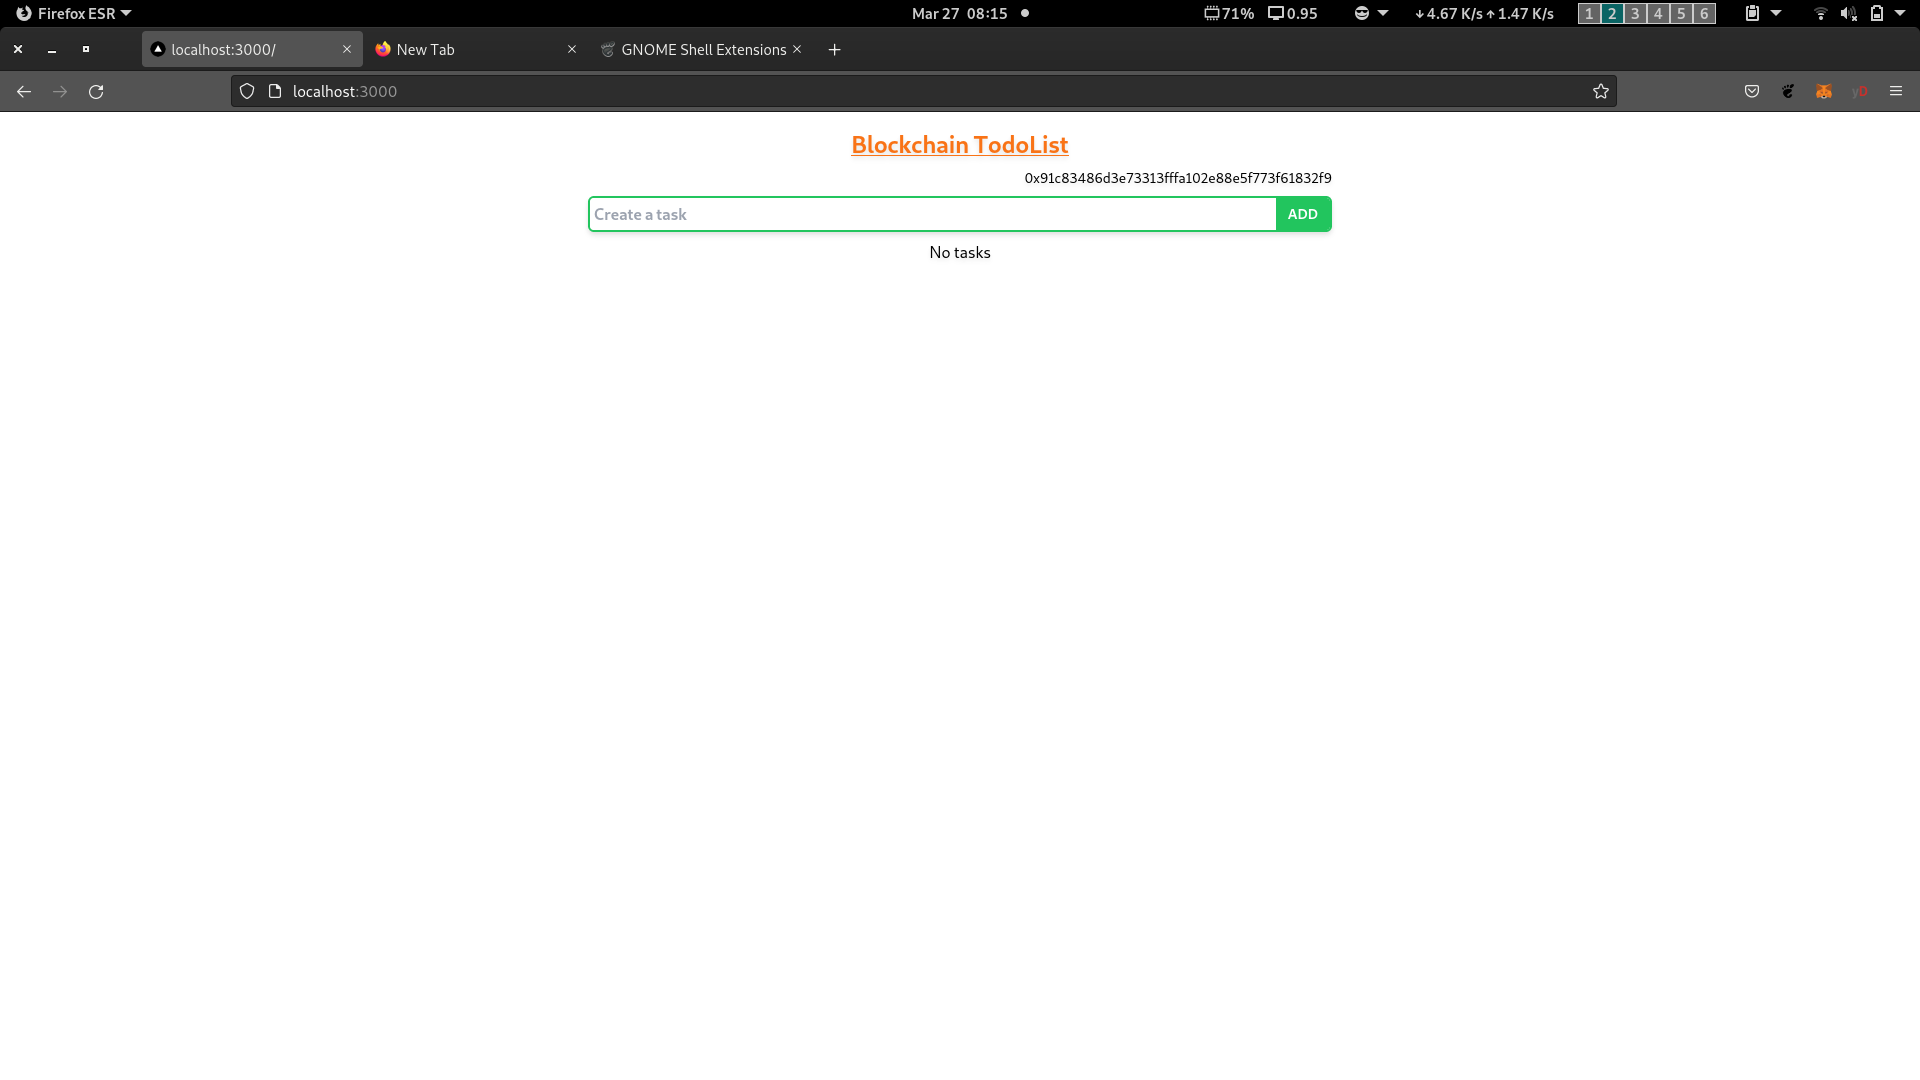 Firefox ESR Mar 27 08:15 71% 0.95 ↓4.67 K/s ↑1.47 K/s 1 2 3 4 5 6
localhost:3000/ New Tab GNOME Shell Extensions
localhost:3000 yD
Blockchain TodoList
0x91c83486d3e73313fffa102e88e5f773f61832f9
Create a task ADD
No tasks